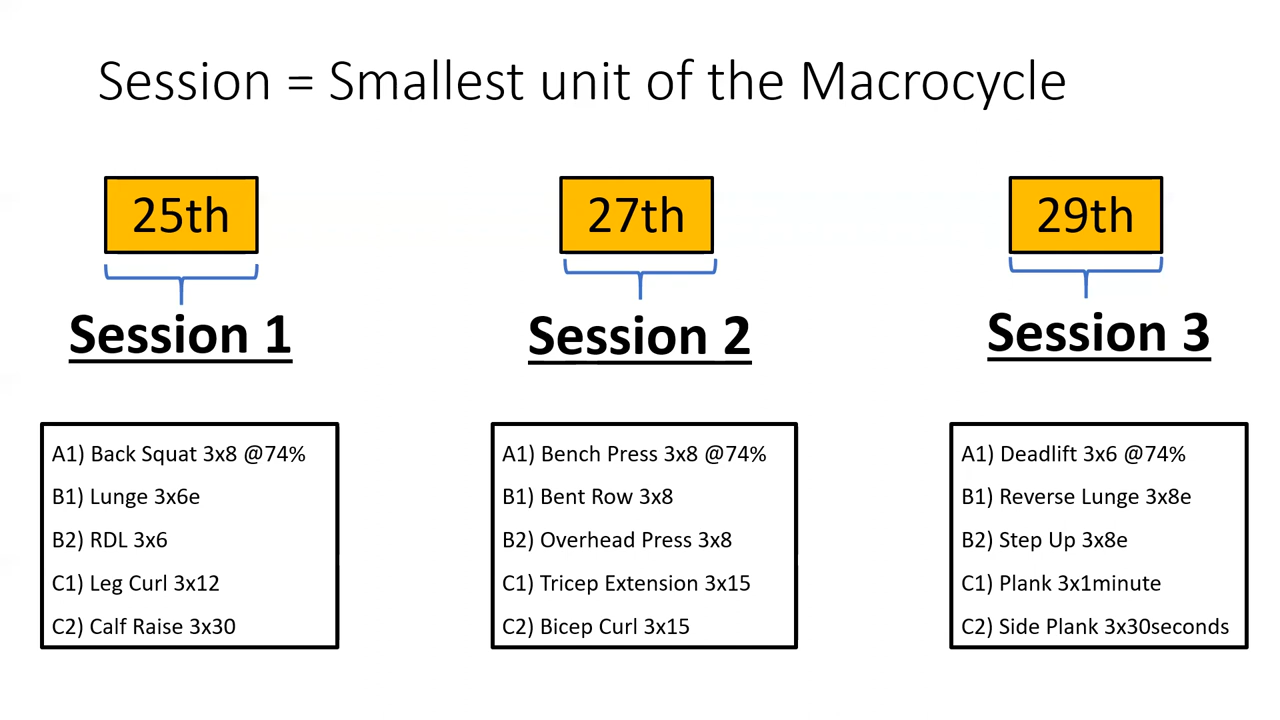 Session = Smallest unit of the Macrocycle
25th
Session 1
A1) Back Squat 3x8 @74%
B1) Lunge 3x6e
B2) RDL 3x6
C1) Leg Curl 3x12
C2) Calf Raise 3x30
27th
Session 2
A1) Bench Press 3x8 @74%
B1) Bent Row 3x8
B2) Overhead Press 3x8
C1) Tricep Extension 3x15
C2) Bicep Curl 3x15
29th
Session 3
A1) Deadlift 3x6 @74%
B1) Reverse Lunge 3x8e
B2) Step Up 3x8e
C1) Plank 3x1minute
C2) Side Plank 3x30seconds